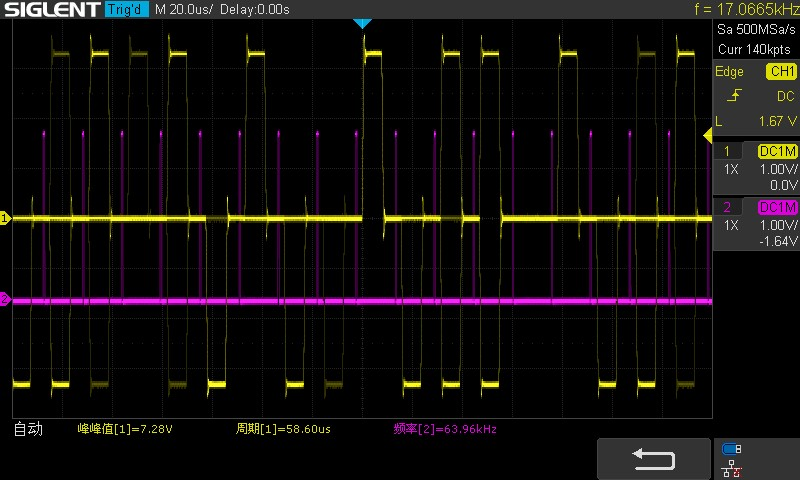 SIGLENT Trig'd M 20.0us/ Delay:0.00s f = 17.0665kHz
Sa 500MSa/s
Curr 140kpts
Edge CH1
DC
L 1.67 V
1 DC1M
1X 1.00V/
0.0V
2 DC1M
1X 1.00V/
-1.64V
1
2
自动 峰峰值[1]=7.28V 周期[1]=58.60us 频率[2]=63.96kHz